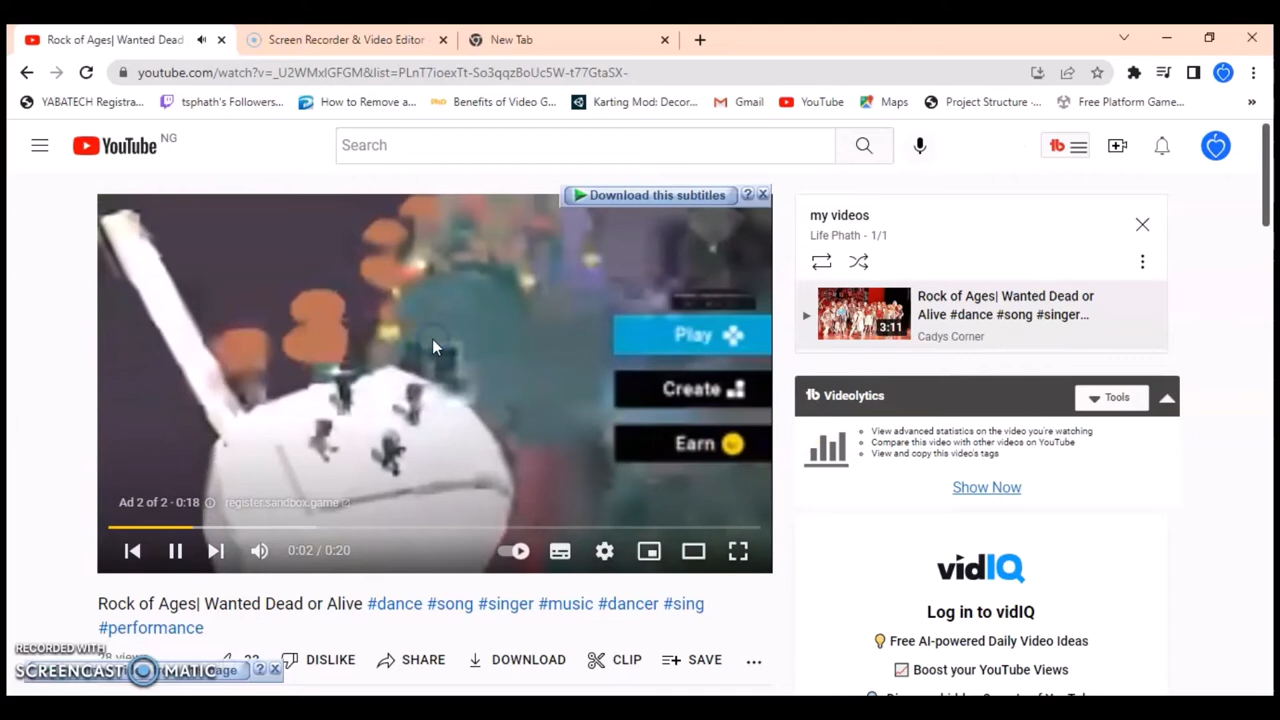 Rock of Ages| Wanted Dead
Screen Recorder & Video Editor -
New Tab
youtube.com/watch?v=_U2WMxlGFGM&list=PLnT7ioexTt-So3qqzBoUc5W-t77GtaSX-
YABATECH Registra...
tsphath's Followers...
How to Remove a...
Benefits of Video G...
Karting Mod: Decor...
Gmail
YouTube
Maps
Project Structure -...
Free Platform Game...
YouTube NG
Search
tb
Download this subtitles
my videos
Life Phath - 1/1
Rock of Ages| Wanted Dead or
Alive #dance #song #singer...
3:11
Cadys Corner
Play
Create
Earn
tb Videolytics
Tools
View advanced statistics on the video you're watching
Compare this video with other videos on YouTube
View and copy this video's tags
Show Now
Ad 2 of 2 · 0:18
register.sandbox.game
0:02 / 0:20
vidIQ
Log in to vidIQ
Free AI-powered Daily Video Ideas
Boost your YouTube Views
Rock of Ages| Wanted Dead or Alive #dance #song #singer #music #dancer #sing
#performance
DISLIKE
SHARE
DOWNLOAD
CLIP
SAVE
RECORDED WITH
SCREENCAST MATIC